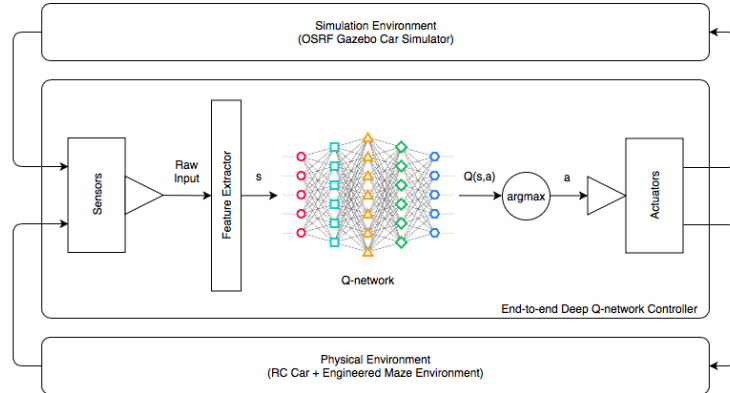 Simulation Environment
(OSRF Gazebo Car Simulator)
Sensors
Raw
Input
Feature Extractor
s
Q-network
Q(s,a)
argmax
a
Actuators
End-to-end Deep Q-network Controller
Physical Environment
(RC Car + Engineered Maze Environment)